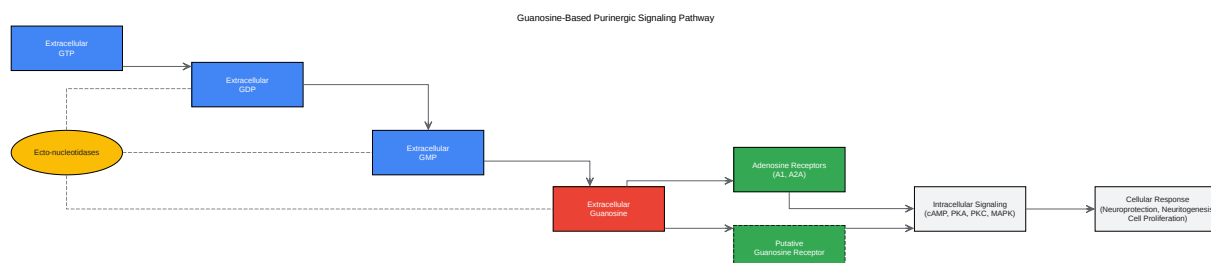 Guanosine-Based Purinergic Signaling Pathway
Extracellular
GTP
Extracellular
GDP
Ecto-nucleotidases
Extracellular
GMP
Extracellular
Guanosine
Adenosine Receptors
(A1, A2A)
Putative
Guanosine Receptor
Intracellular Signaling
(cAMP, PKA, PKC, MAPK)
Cellular Response
(Neuroprotection, Neuritogenesis
Cell Proliferation)